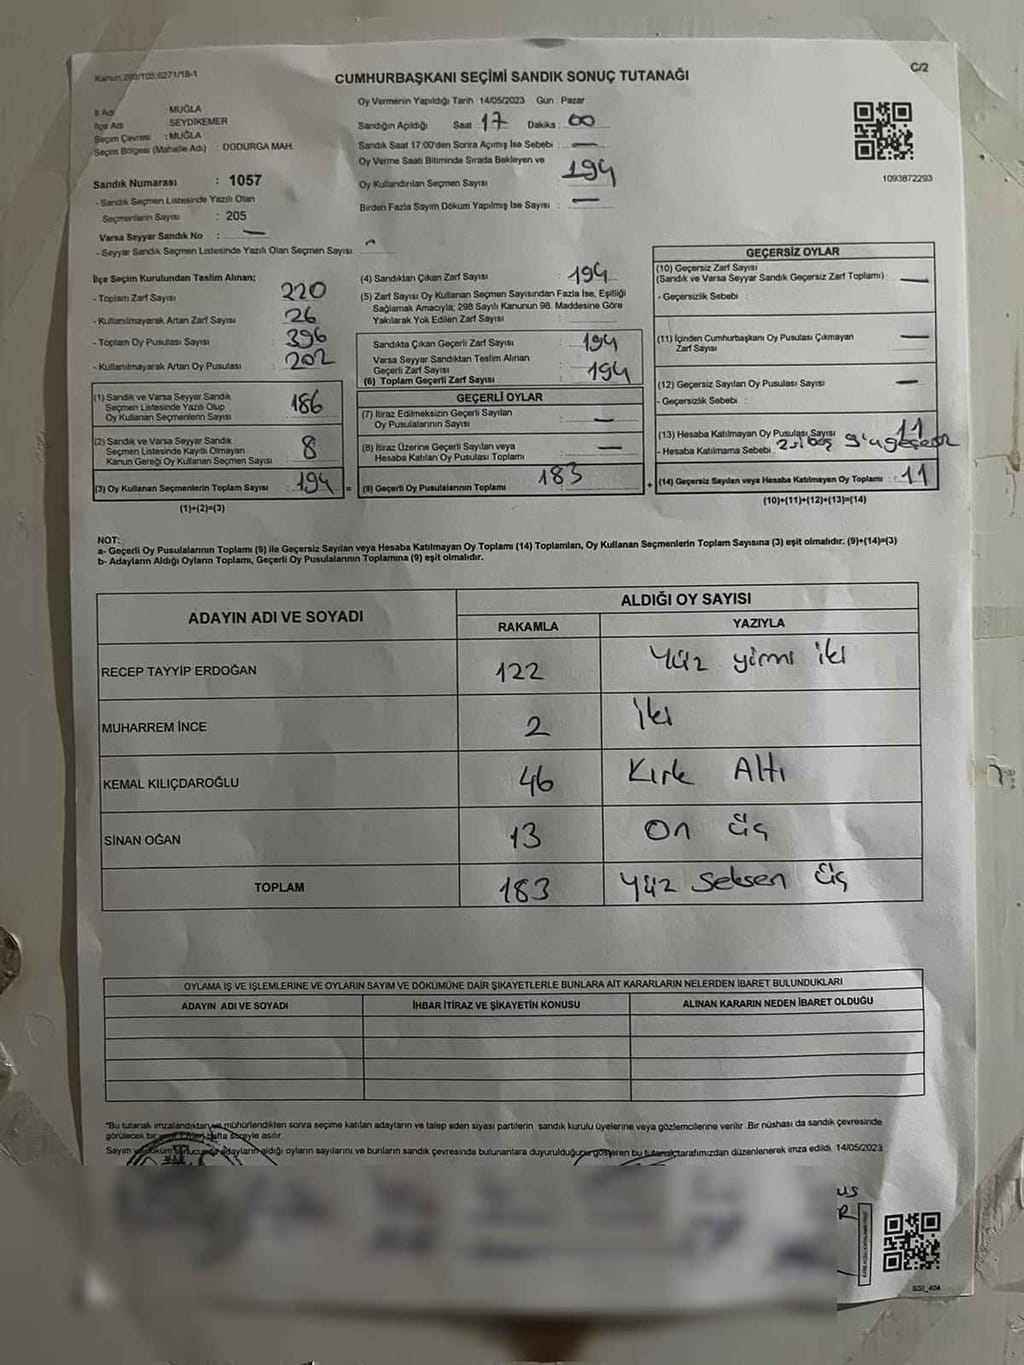 Kanun:298/105:6271/18-1
CUMHURBAŞKANI SEÇİMİ SANDIK SONUÇ TUTANAĞI
C/2
İl Adı : MUĞLA
İlçe Adı : SEYDİKEMER
Seçim Çevresi : MUĞLA
Seçim Bölgesi (Mahalle Adı) : DODURGA MAH.
Sandık Numarası : 1057
- Sandık Seçmen Listesinde Yazılı Olan
Seçmenlerin Sayısı : 205
Varsa Seyyar Sandık No : —
- Seyyar Sandık Seçmen Listesinde Yazılı Olan Seçmen Sayısı
Oy Vermenin Yapıldığı Tarih : 14/05/2023 Gün : Pazar
Sandığın Açıldığı Saat : 17 Dakika : 00
Sandık Saat 17:00'den Sonra Açımış İse Sebebi : —
Oy Verme Saati Bitiminde Sırada Bekleyen ve
Oy Kullandırılan Seçmen Sayısı : 194
Birden Fazla Sayım Döküm Yapılmış İse Sayısı : —
1093872293
İlçe Seçim Kurulundan Teslim Alınan;
- Toplam Zarf Sayısı : 220
- Kullanılmayarak Artan Zarf Sayısı : 26
- Toplam Oy Pusulası Sayısı : 396
- Kullanılmayarak Artan Oy Pusulası : 202
(1) Sandık ve Varsa Seyyar Sandık
Seçmen Listesinde Yazılı Olup
Oy Kullanan Seçmenlerin Sayısı : 186
(2) Sandık ve Varsa Seyyar Sandık
Seçmen Listesinde Kayıtlı Olmayan
Kanun Gereği Oy Kullanan Seçmen Sayısı : 8
(3) Oy Kullanan Seçmenlerin Toplam Sayısı : 194 =
(1)+(2)=(3)
(4) Sandıktan Çıkan Zarf Sayısı : 194
(5) Zarf Sayısı Oy Kullanan Seçmen Sayısından Fazla İse, Eşitliği
Sağlamak Amacıyla; 298 Sayılı Kanunun 98. Maddesine Göre
Yakılarak Yok Edilen Zarf Sayısı
Sandıkta Çıkan Geçerli Zarf Sayısı : 194
Varsa Seyyar Sandıktan Teslim Alınan
Geçerli Zarf Sayısı
(6) Toplam Geçerli Zarf Sayısı : 194
GEÇERLİ OYLAR
(7) İtiraz Edilmeksizin Geçerli Sayılan
Oy Pusulalarının Sayısı : —
(8) İtiraz Üzerine Geçerli Sayılan veya
Hesaba Katılan Oy Pusulası Toplamı : —
(9) Geçerli Oy Pusulalarının Toplamı : 183 +
GEÇERSİZ OYLAR
(10) Geçersiz Zarf Sayısı
(Sandık ve Varsa Seyyar Sandık Geçersiz Zarf Toplamı) : —
- Geçersizlik Sebebi :
(11) İçinden Cumhurbaşkanı Oy Pusulası Çıkmayan
Zarf Sayısı : —
(12) Geçersiz Sayılan Oy Pusulası Sayısı : —
- Geçersizlik Sebebi :
(13) Hesaba Katılmayan Oy Pusulası Sayısı : 11
- Hesaba Katılmama Sebebi :
(14) Geçersiz Sayılan veya Hesaba Katılmayan Oy Toplamı : 11
(10)+(11)+(12)+(13)=(14)
NOT:
a- Geçerli Oy Pusulalarının Toplamı (9) ile Geçersiz Sayılan veya Hesaba Katılmayan Oy Toplamı (14) Toplamları, Oy Kullanan Seçmenlerin Toplam Sayısına (3) eşit olmalıdır. (9)+(14)=(3)
b- Adayların Aldığı Oyların Toplamı, Geçerli Oy Pusulalarının Toplamına (9) eşit olmalıdır.
ADAYIN ADI VE SOYADI
ALDIĞI OY SAYISI
RAKAMLA YAZIYLA
RECEP TAYYİP ERDOĞAN 122 Yüz yirmi iki
MUHARREM İNCE 2 iki
KEMAL KILIÇDAROĞLU 46 Kırk Altı
SİNAN OĞAN 13 On üç
TOPLAM 183 Yüz Seksen üç
OYLAMA İŞ VE İŞLEMLERİNE VE OYLARIN SAYIM VE DÖKÜMÜNE DAİR ŞİKAYETLERLE BUNLARA AİT KARARLARIN NELERDEN İBARET BULUNDUKLARI
ADAYIN ADI VE SOYADI İHBAR İTİRAZ VE ŞİKAYETİN KONUSU ALINAN KARARIN NEDEN İBARET OLDUĞU
"Bu tutanak imzalandıktan ve mühürlendikten sonra seçime katılan adayların ve talep eden siyasi partilerin sandık kurulu üyelerine veya gözlemcilerine verilir. Bir nüshası da sandık çevresinde
görülecek bir yere 1 (bir) hafta süreyle asılır.
Sayım ve döküm sonucunda adayların aldığı oyların sayılarını ve bunların sandık çevresinde bulunanlara duyurulduğunu gösteren bu tutanak tarafımızdan düzenlenerek imza edildi. 14/05/2023
US
R
SSI_404